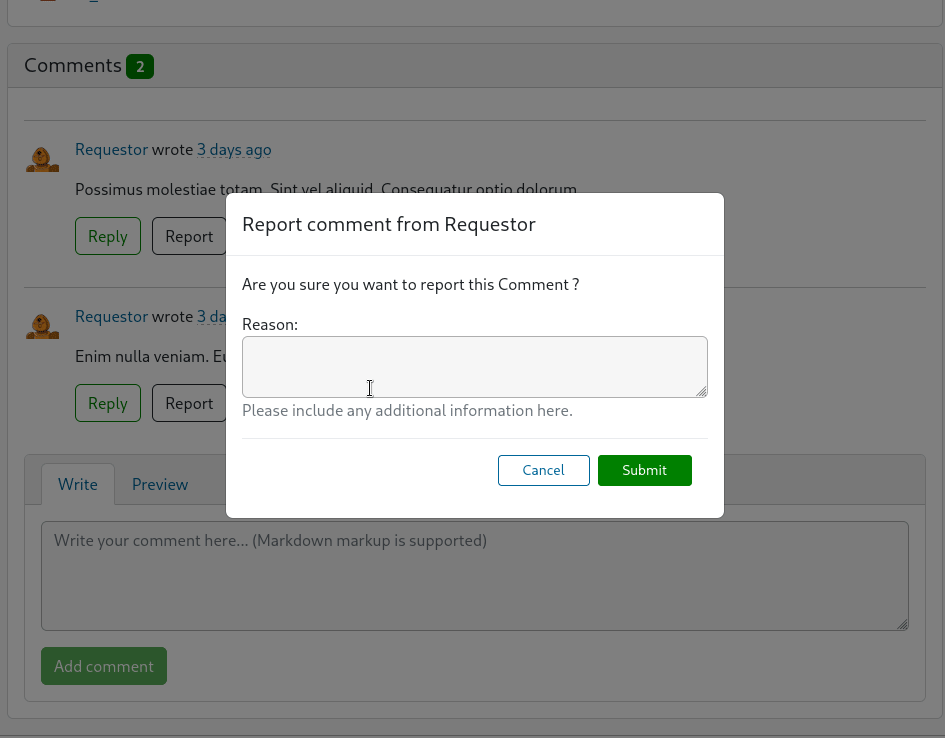 Comments 2
Requestor wrote 3 days ago
Possimus molestiae totam. Sint vel aliquid. Consequatur optio dolorum.
Reply Report
Requestor wrote 3 da
Enim nulla veniam.
Reply Report
Report comment from Requestor
Are you sure you want to report this Comment ?
Reason:
Please include any additional information here.
Cancel Submit
Write Preview
Write your comment here... (Markdown markup is supported)
Add comment